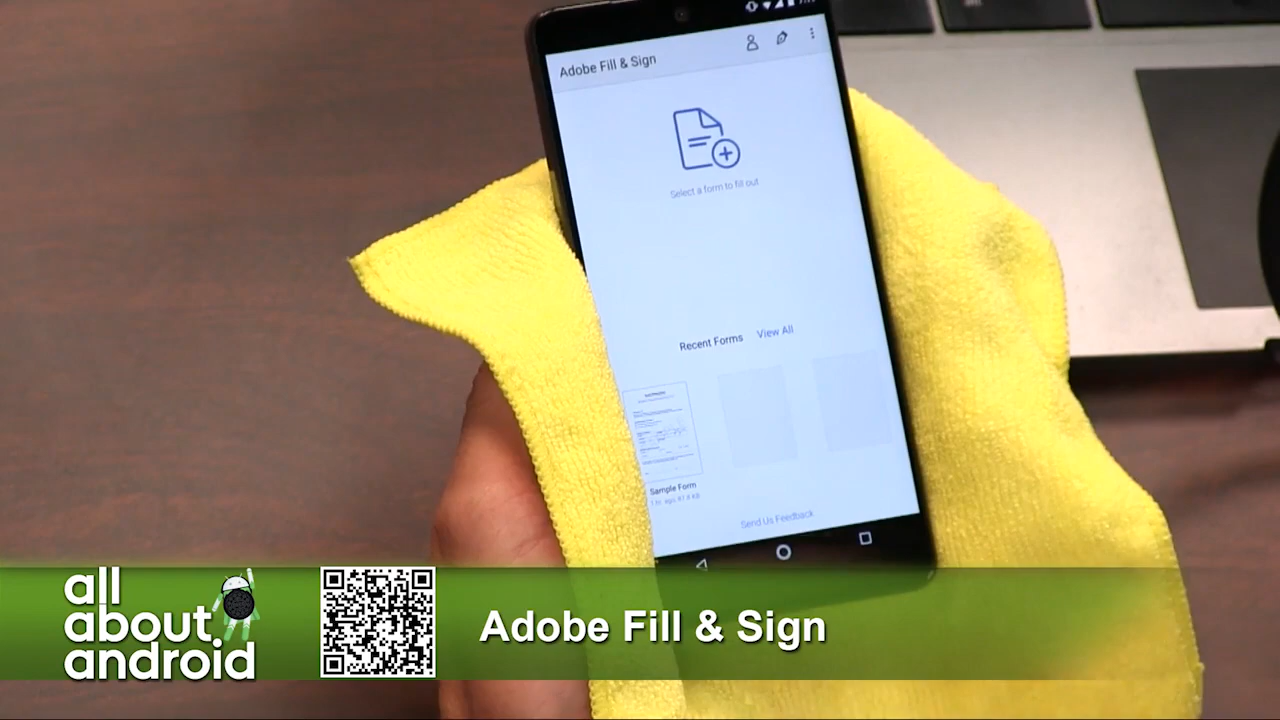 Adobe Fill & Sign
Select a form to fill out
Recent Forms
View All
Sample Form
Send Us Feedback
all
about
android
Adobe Fill & Sign